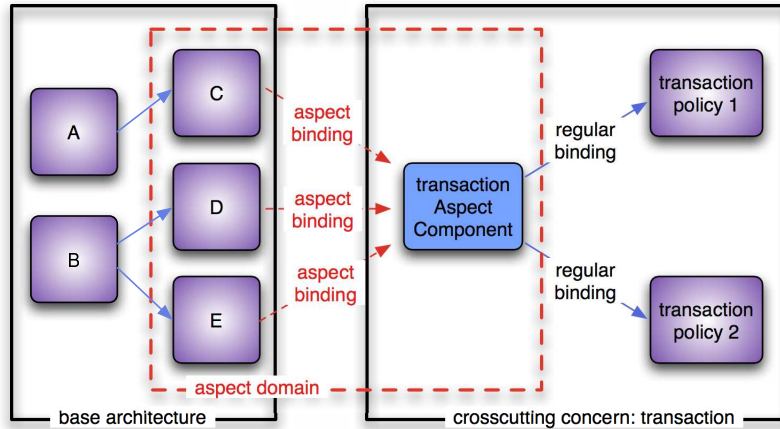 A
B
C
D
E
aspect
binding
aspect
binding
aspect
binding
transaction
Aspect
Component
regular
binding
regular
binding
transaction
policy 1
transaction
policy 2
aspect domain
base architecture
crosscutting concern: transaction